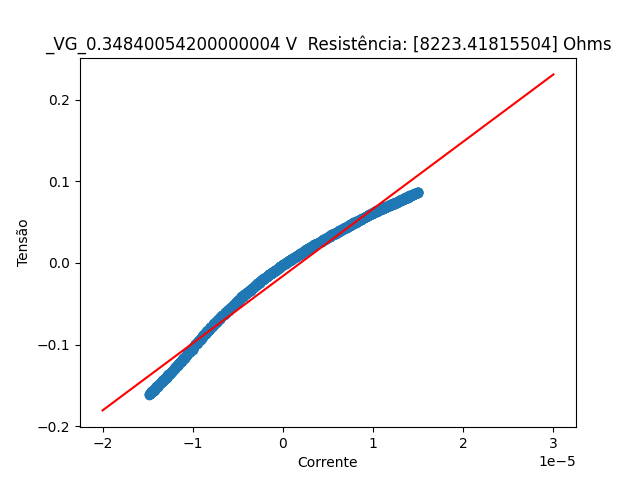 _VG_0.34840054200000004 V  Resistência: [8223.41815504] Ohms
0.2
0.1
0.0
−0.1
−0.2
Tensão
−2
−1
0
1
2
3
1e−5
Corrente